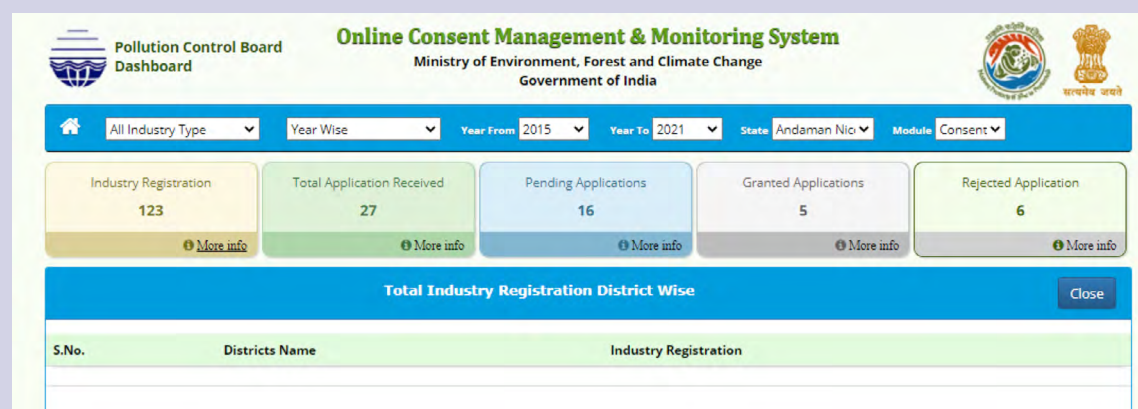 Pollution Control Board
Dashboard
Online Consent Management & Monitoring System
Ministry of Environment, Forest and Climate Change
Government of India
सत्यमेव जयते
All Industry Type
Year Wise
Year From 2015
Year To 2021
State Andaman Nic
Module Consent
Industry Registration
123
More info
Total Application Received
27
More info
Pending Applications
16
More info
Granted Applications
5
More info
Rejected Application
6
More info
Total Industry Registration District Wise
Close
S.No. Districts Name Industry Registration